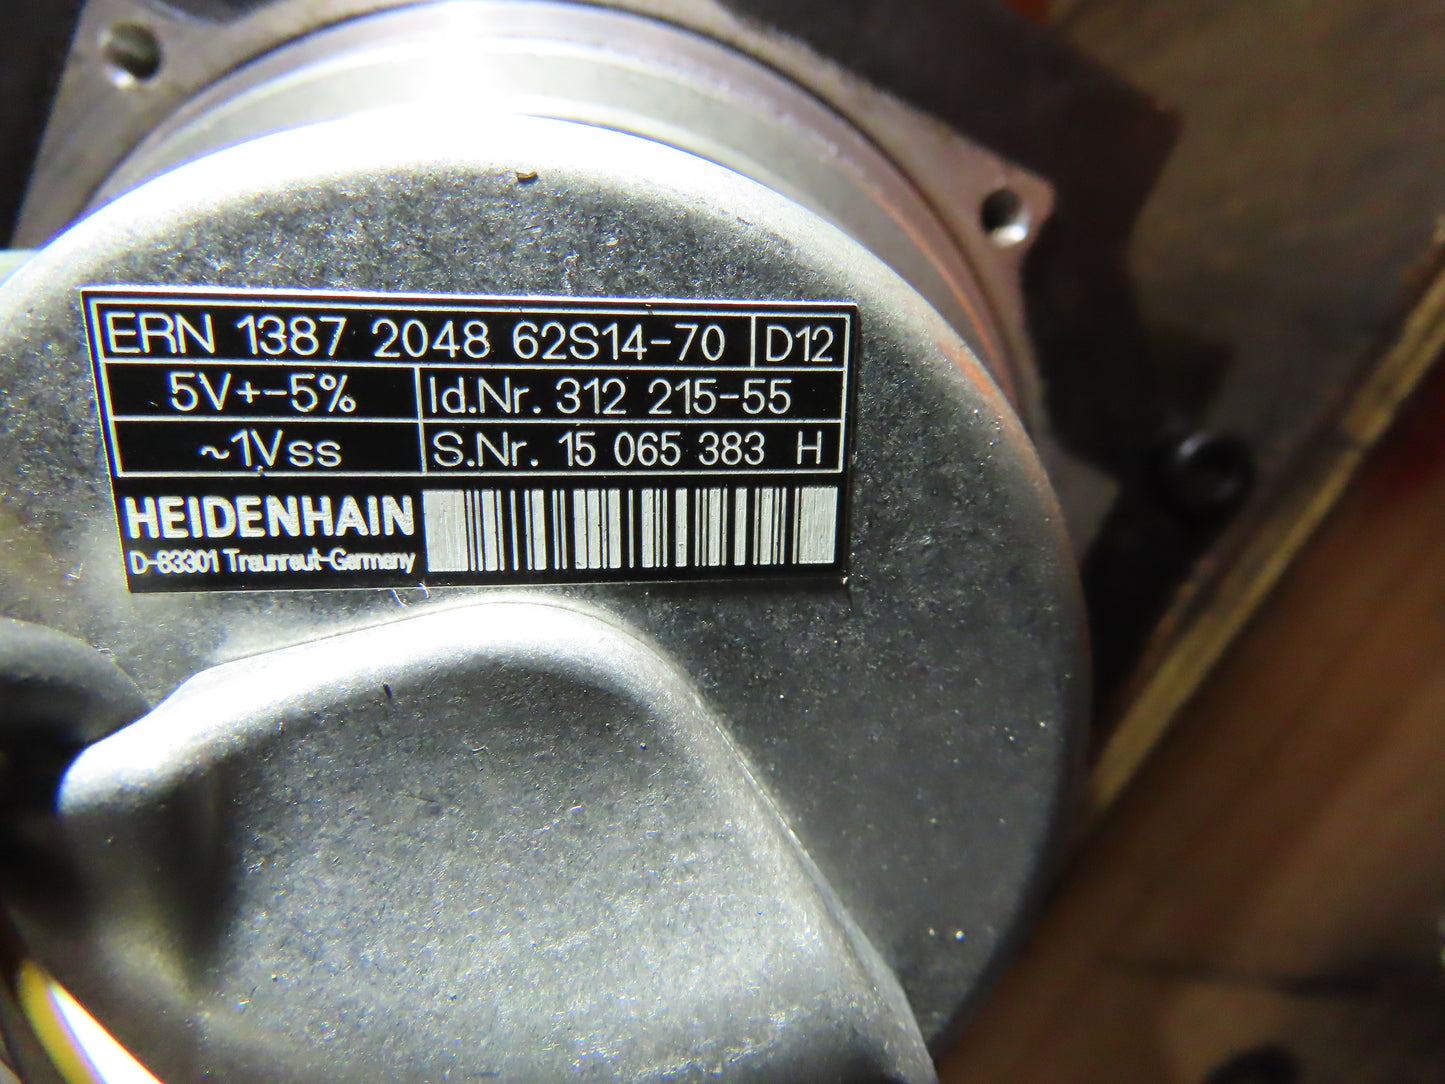 ERN 1387 2048 62S14-70 D12
5V+-5% Id.Nr. 312 215-55
~1Vss S.Nr. 15 065 383 H
HEIDENHAIN
D-83301 Traunreut-Germany